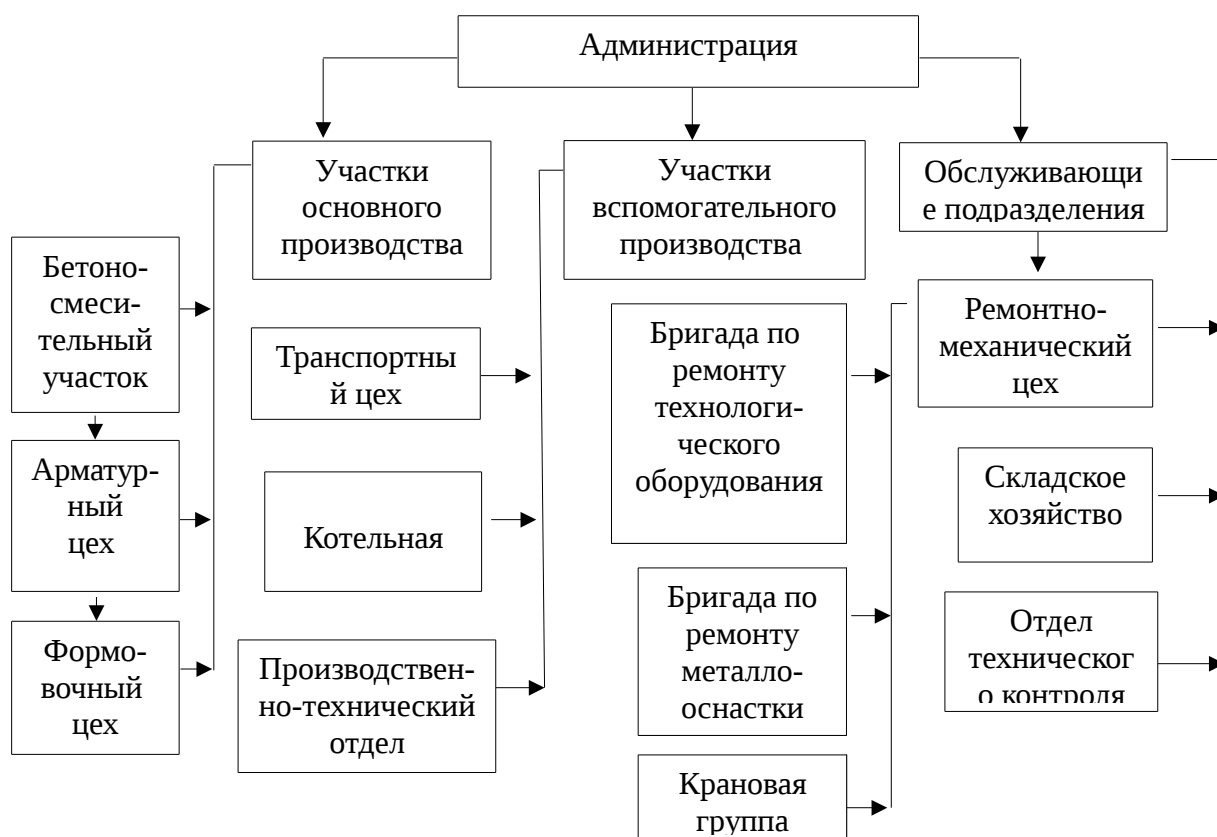 Администрация
Участки
основного
производства
Участки
вспомогательного
производства
Обслуживающи
е подразделения
Бетоно-
смеси-
тельный
участок
Транспортны
й цех
Бригада по
ремонту
технологи-
ческого
оборудования
Ремонтно-
механический
цех
Арматур-
ный
цех
Котельная
Складское
хозяйство
Формо-
вочный
цех
Производствен-
но-технический
отдел
Бригада по
ремонту
металло-
оснастки
Отдел
техническог
о контроля
Крановая
группа